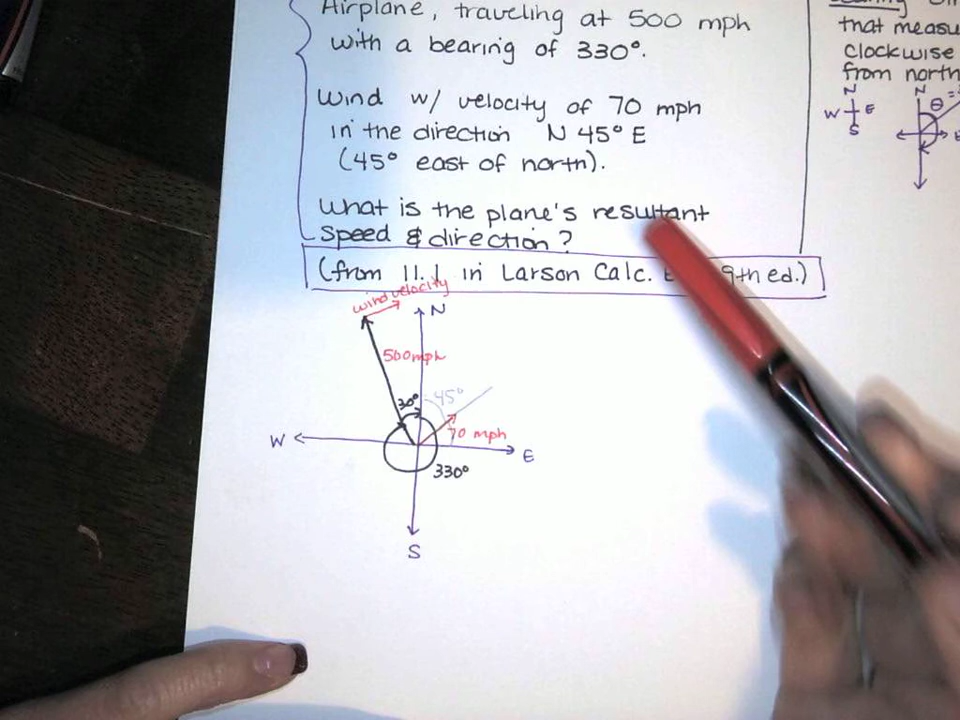 Airplane, traveling at 500 mph
with a bearing of 330°.
Wind w/ velocity of 70 mph
in the direction N 45° E
(45° east of north).
What is the plane's resultant
speed & direction?
(from 11.1 in Larson Calc. 9th ed.)
that measu
clockwise
from north
N
W E
S
N
θ =
wind velocity
N
500mph
30°
45°
70 mph
W
E
330°
S